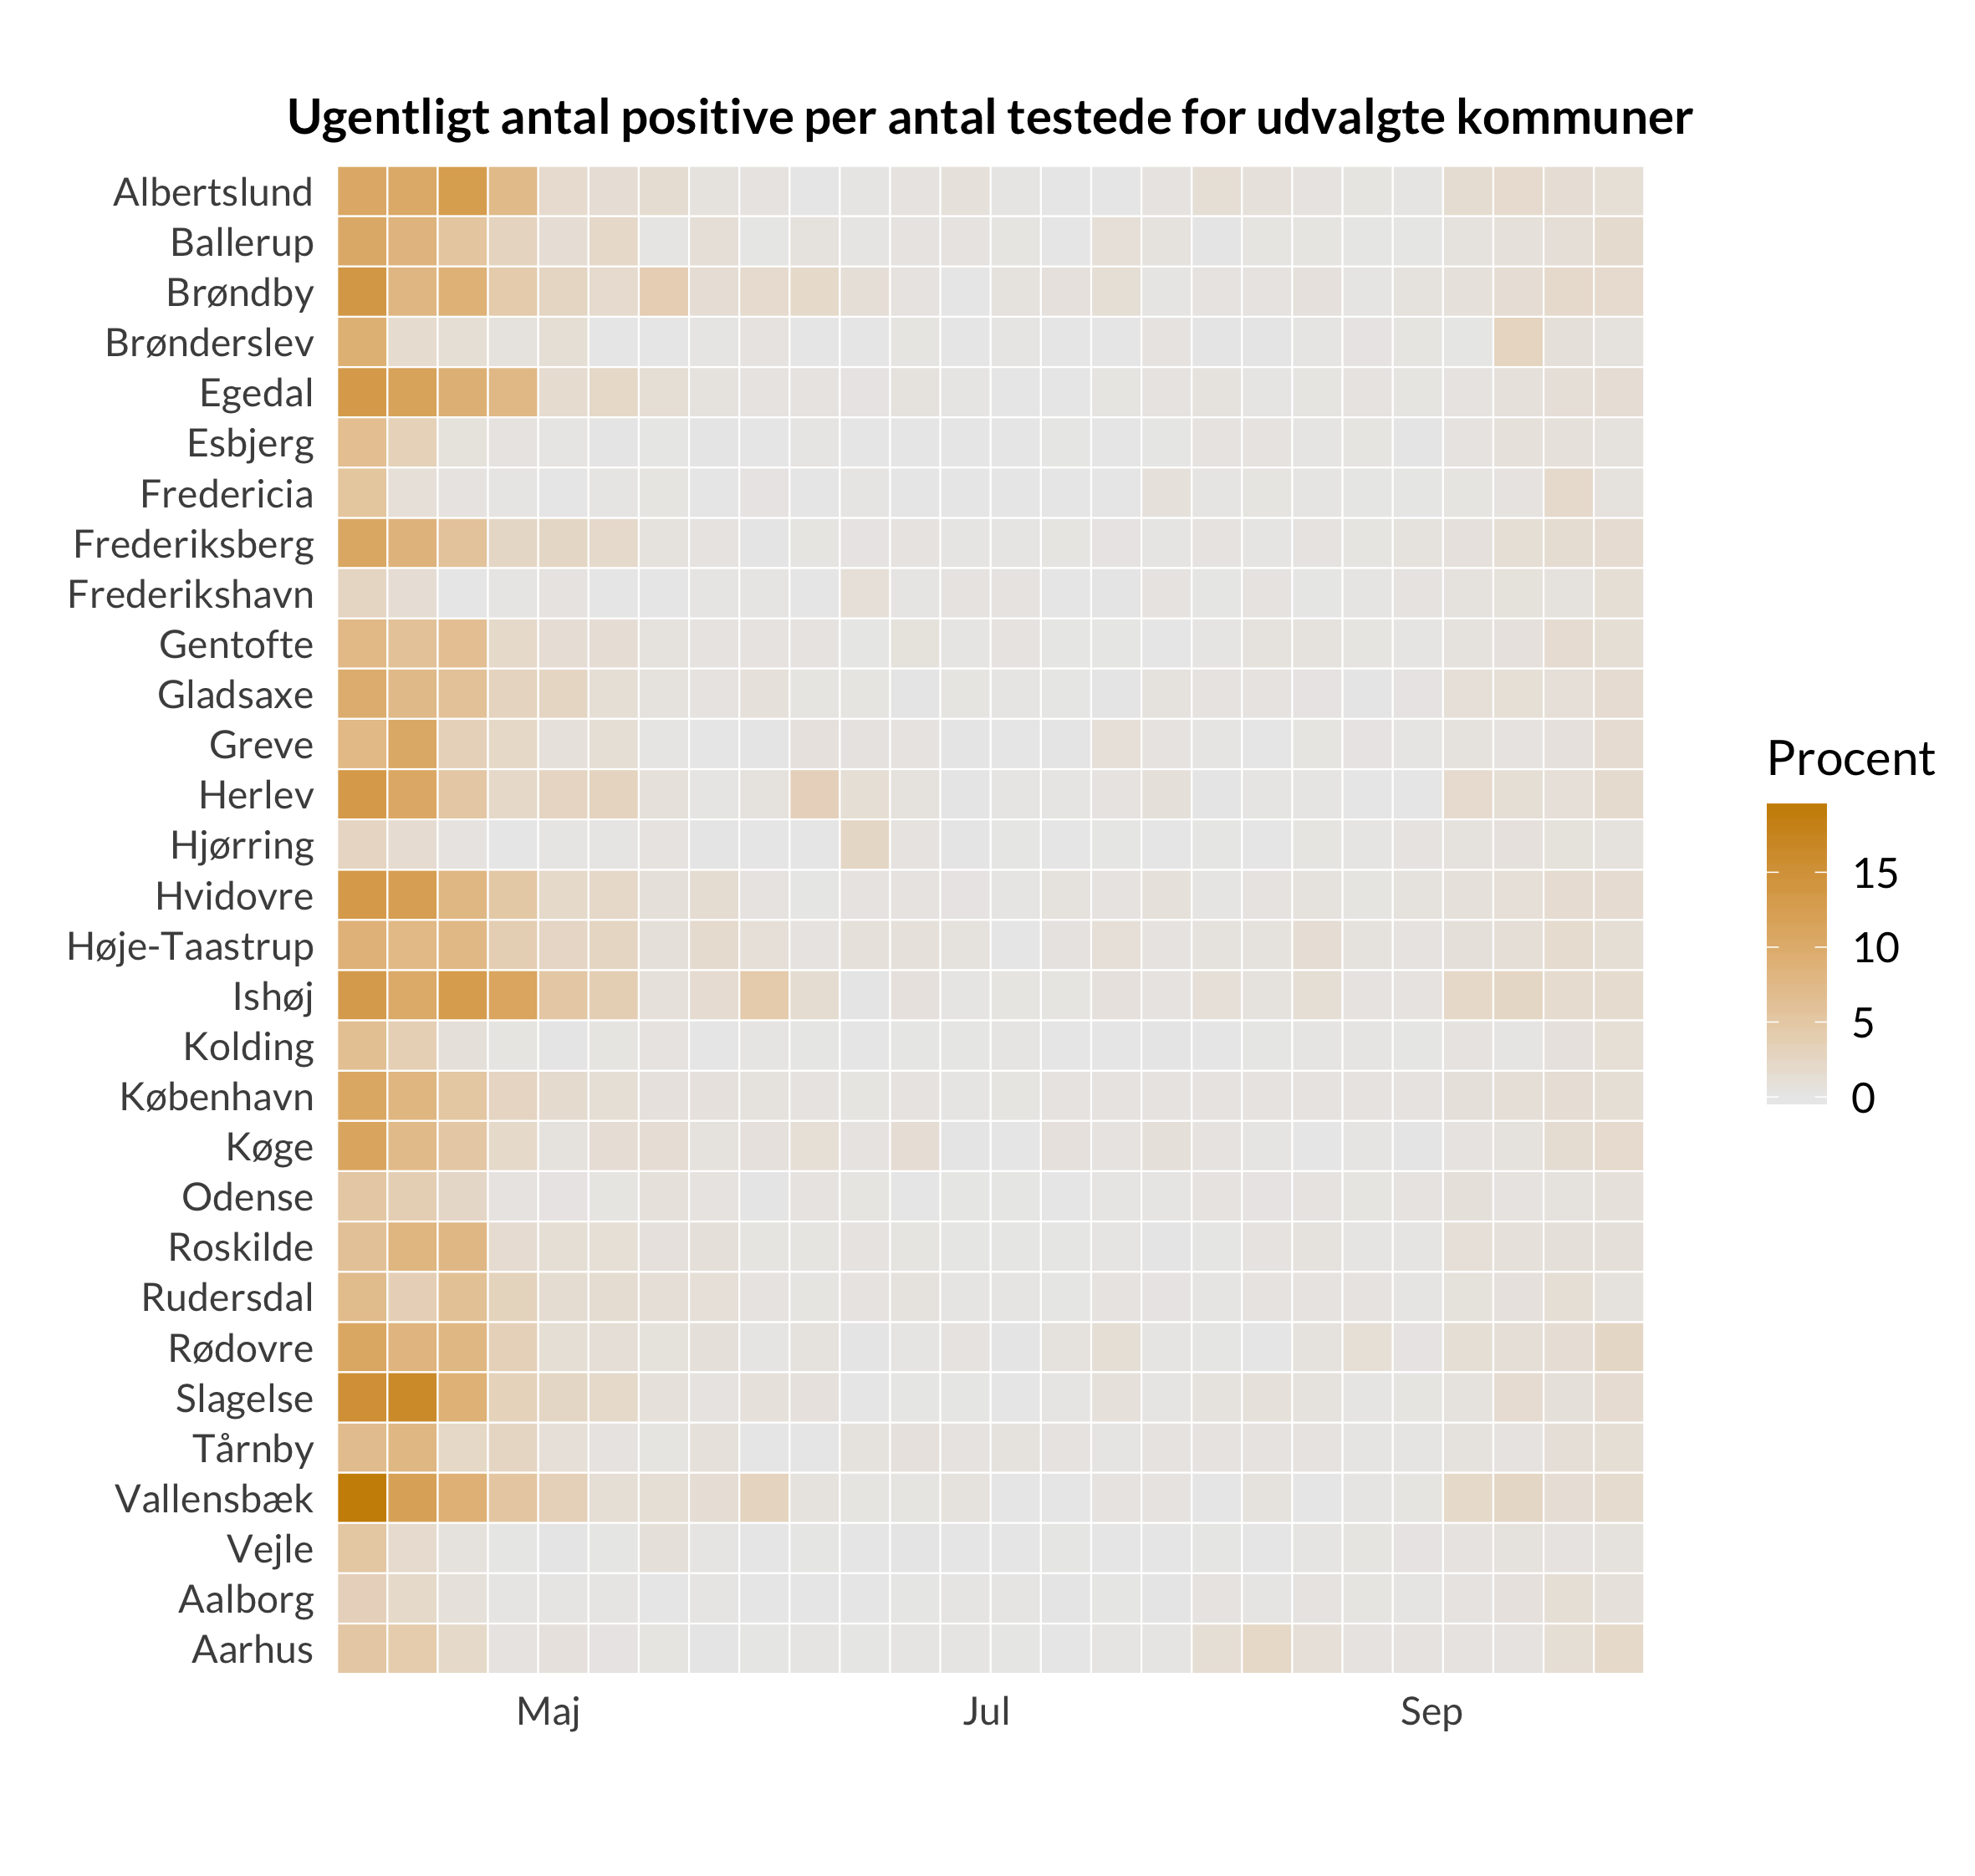 Ugentligt antal positive per antal testede for udvalgte kommuner
Albertslund
Ballerup
Brøndby
Brønderslev
Egedal
Esbjerg
Fredericia
Frederiksberg
Frederikshavn
Gentofte
Gladsaxe
Greve
Herlev
Hjørring
Hvidovre
Høje-Taastrup
Ishøj
Kolding
København
Køge
Odense
Roskilde
Rudersdal
Rødovre
Slagelse
Tårnby
Vallensbæk
Vejle
Aalborg
Aarhus
Maj Jul Sep
Procent
15
10
5
0